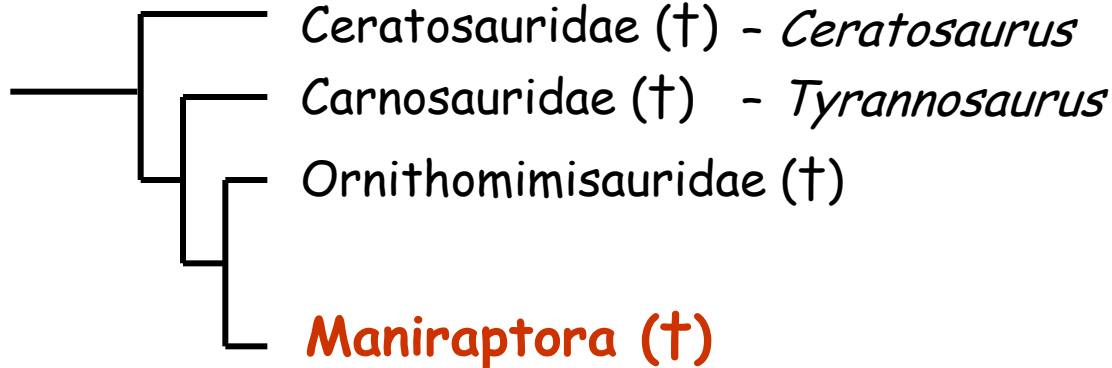 Ceratosauridae (†) - Ceratosaurus
Carnosauridae (†) - Tyrannosaurus
Ornithomimisauridae (†)
Maniraptora (†)